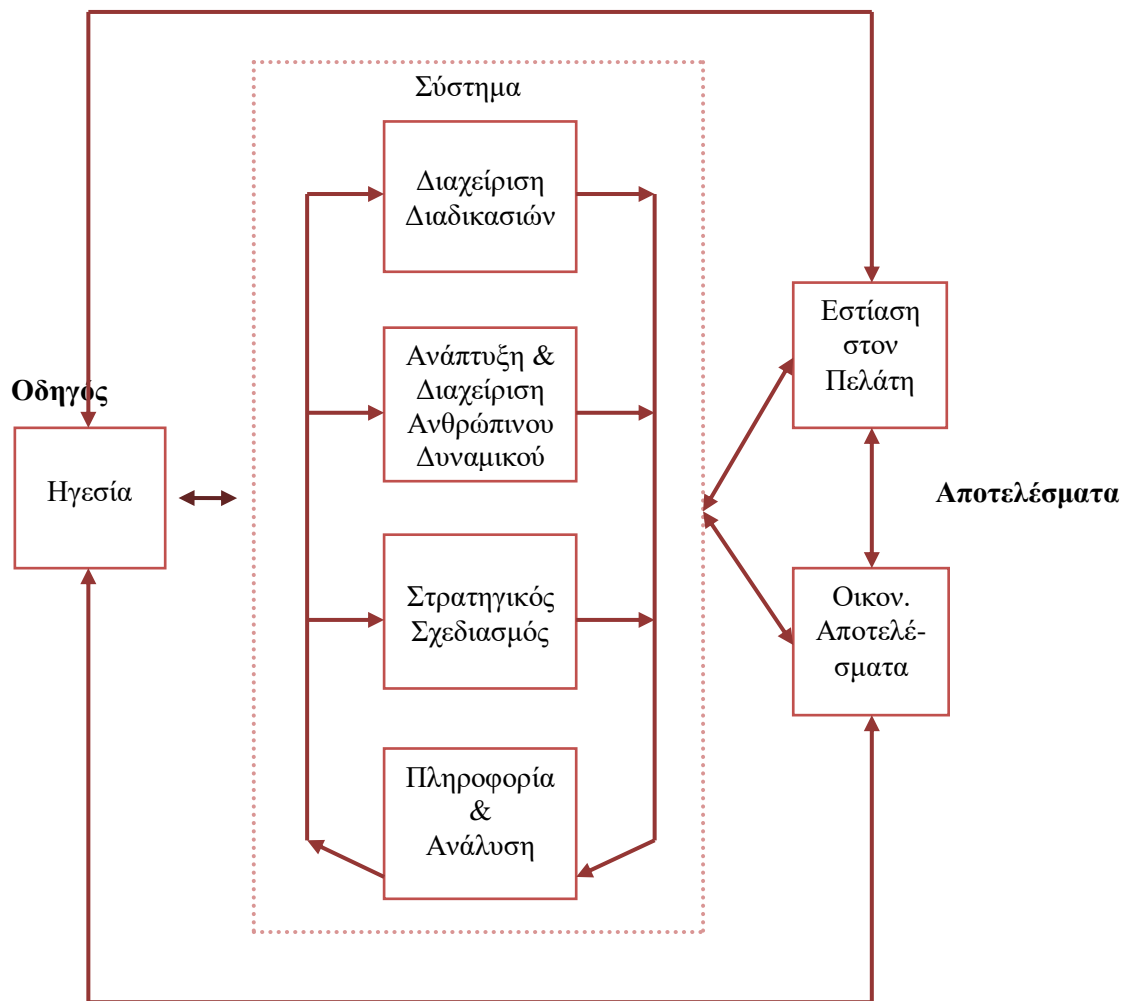 Σύστημα
Διαχείριση
Διαδικασιών
Ανάπτυξη &
Διαχείριση
Ανθρώπινου
Δυναμικού
Στρατηγικός
Σχεδιασμός
Πληροφορία
&
Ανάλυση
Οδηγός
Ηγεσία
Εστίαση
στον
Πελάτη
Αποτελέσματα
Οικον.
Αποτελέ-
σματα